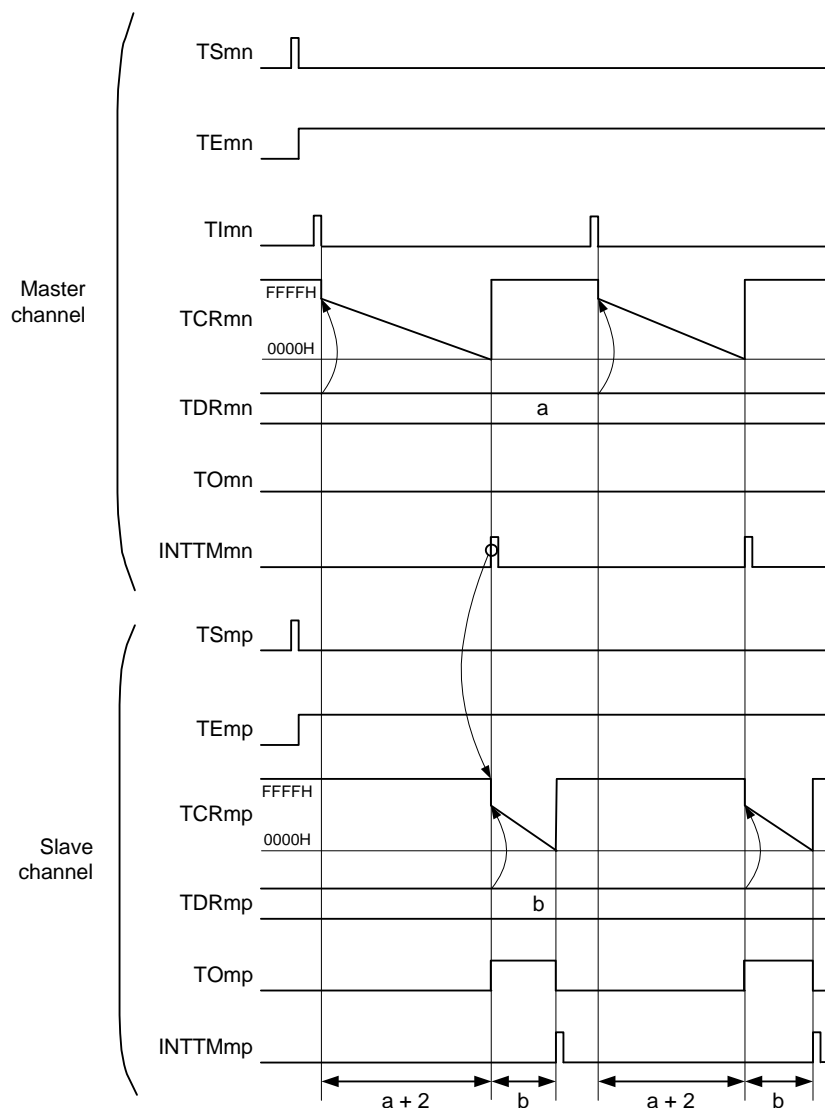 TSmn
TEmn
TImn
Master
channel
FFFFH
TCRmn
0000H
TDRmn
a
TOmn
INTTMmn
TSmp
TEmp
FFFFH
TCRmp
0000H
Slave
channel
TDRmp
b
TOmp
INTTMmp
a + 2
b
a + 2
b